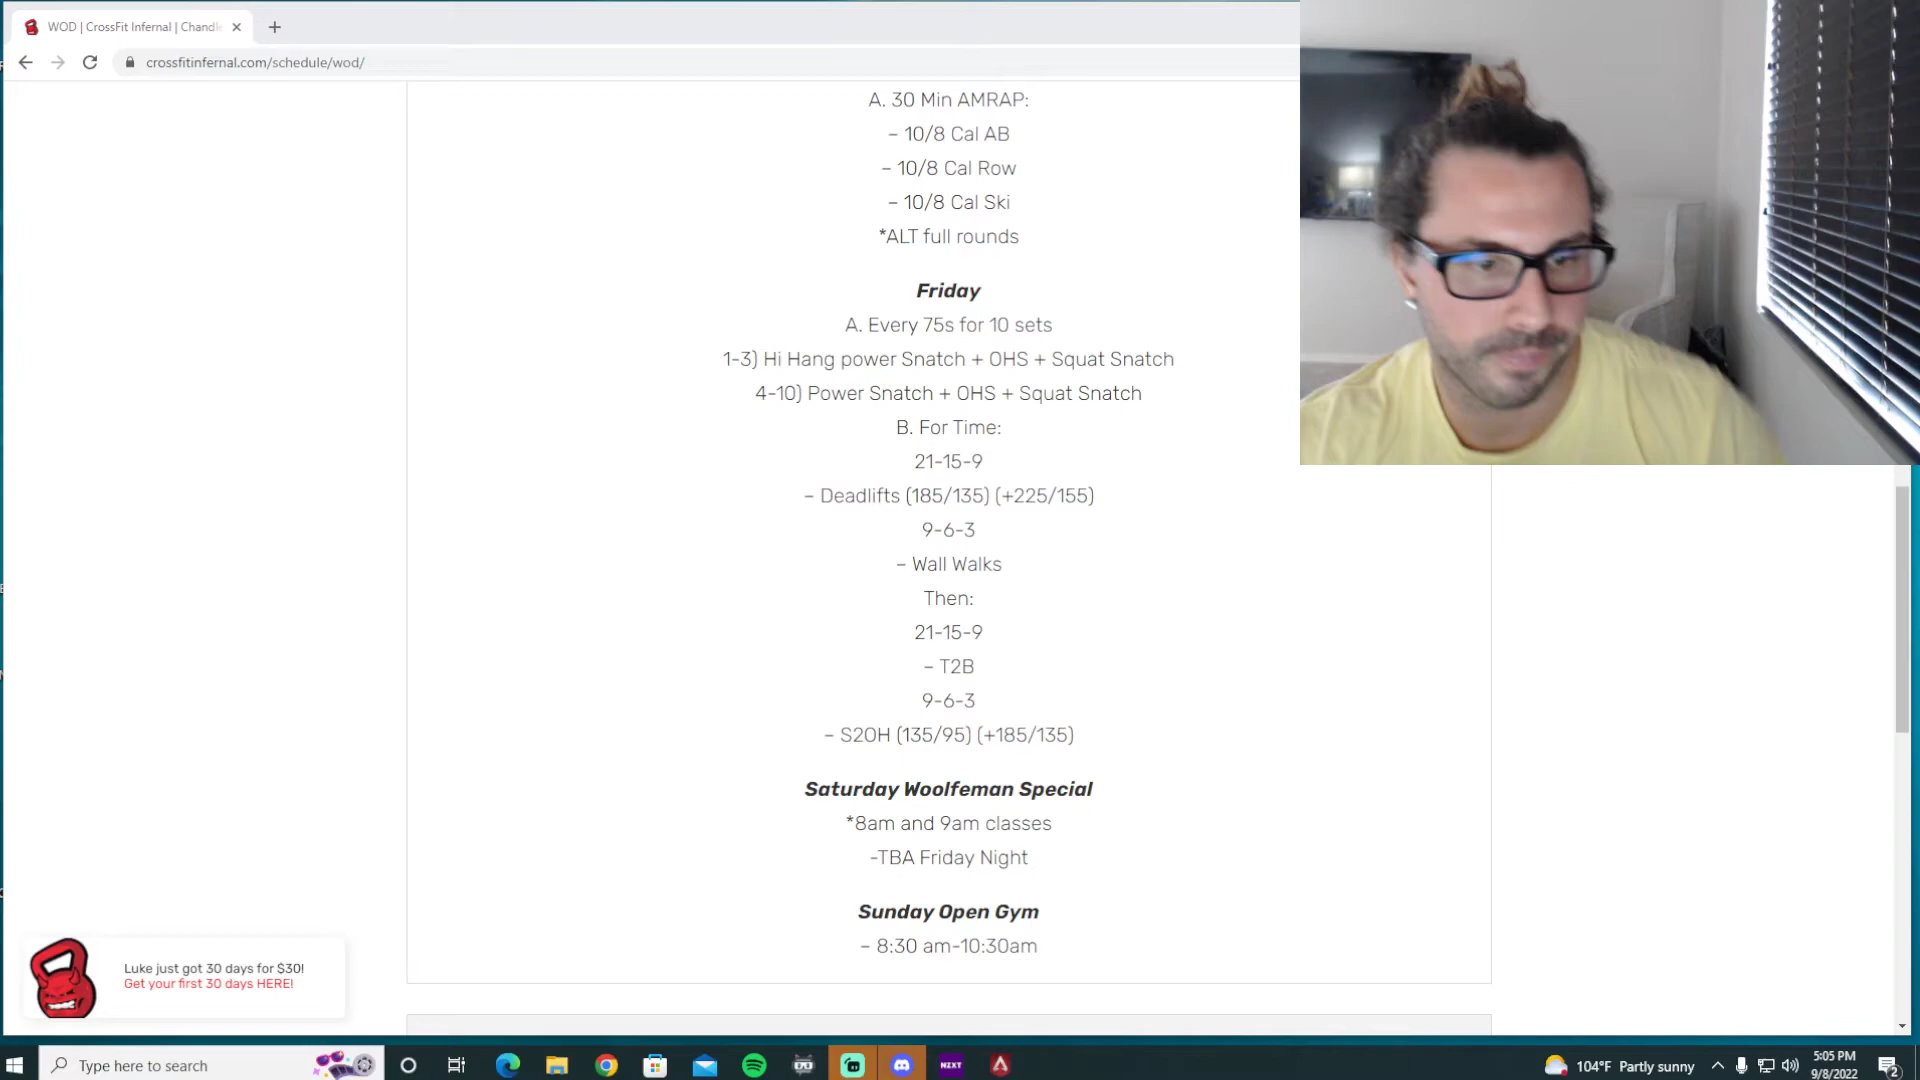 WOD | CrossFit Infernal | Chandle
crossfitinfernal.com/schedule/wod/
A. 30 Min AMRAP:
– 10/8 Cal AB
– 10/8 Cal Row
– 10/8 Cal Ski
*ALT full rounds
Friday
A. Every 75s for 10 sets
1-3) Hi Hang power Snatch + OHS + Squat Snatch
4-10) Power Snatch + OHS + Squat Snatch
B. For Time:
21-15-9
– Deadlifts (185/135) (+225/155)
9-6-3
– Wall Walks
Then:
21-15-9
– T2B
9-6-3
– S2OH (135/95) (+185/135)
Saturday Woolfeman Special
*8am and 9am classes
-TBA Friday Night
Sunday Open Gym
– 8:30 am-10:30am
Luke just got 30 days for $30!
Get your first 30 days HERE!
Type here to search
NZXT
104°F Partly sunny
5:05 PM
9/8/2022
2